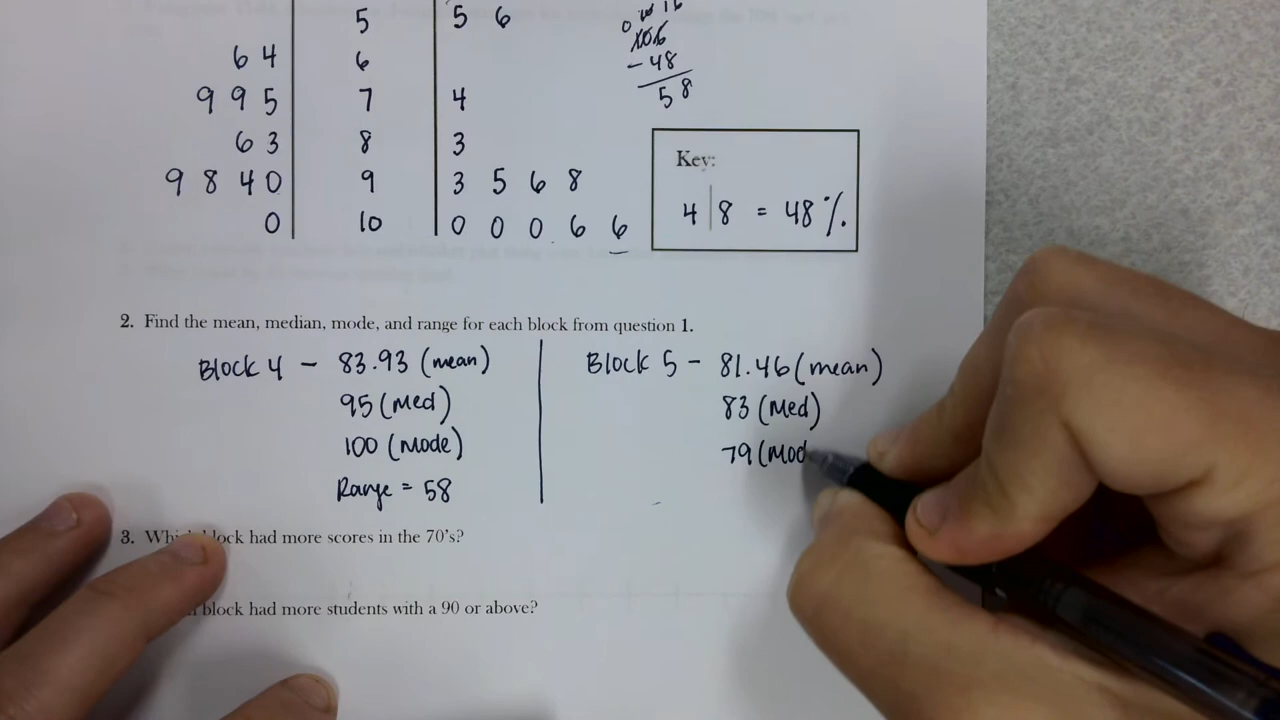 5 5 6
6 4 6
9 9 5 7 4
6 3 8 3
9 8 4 0 9 3 5 6 8
0 10 0 0 0 6 6
- 48
58
Key:
4 | 8 = 48%.
2. Find the mean, median, mode, and range for each block from question 1.
Block 4 - 83.93 (mean)
95 (Med)
100 (Mode)
Range = 58
Block 5 - 81.46 (mean)
83 (Med)
79 (Mod
3. Which block had more scores in the 70's?
block had more students with a 90 or above?